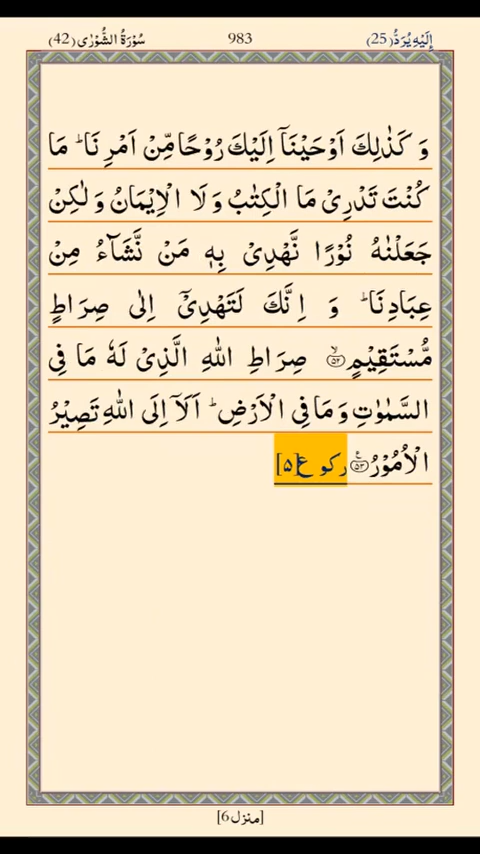 اِلَيْهِ يُرَدُّ (25) 983 سُوْرَةُ الشُّوْرٰى (42)
وَ كَذٰلِكَ اَوْحَيْنَاۤ اِلَيْكَ رُوْحًا مِّنْ اَمْرِنَا ؕ مَا
كُنْتَ تَدْرِىْ مَا الْكِتٰبُ وَ لَا الْاِيْمَانُ وَ لٰكِنْ
جَعَلْنٰهُ نُوْرًا نَّهْدِىْ بِهٖ مَنْ نَّشَآءُ مِنْ
عِبَادِنَا ؕ وَ اِنَّكَ لَتَهْدِىْۤ اِلٰى صِرَاطٍ
مُّسْتَقِيْمٍ ۙ‏﴿۵۲﴾ صِرَاطِ اللّٰهِ الَّذِىْ لَهٗ مَا فِى
السَّمٰوٰتِ وَ مَا فِى الْاَرْضِ ؕ اَلَاۤ اِلَى اللّٰهِ تَصِيْرُ
الْاُمُوْرُ ﴿۵۳﴾ رکوع [۵]
[منزل 6]